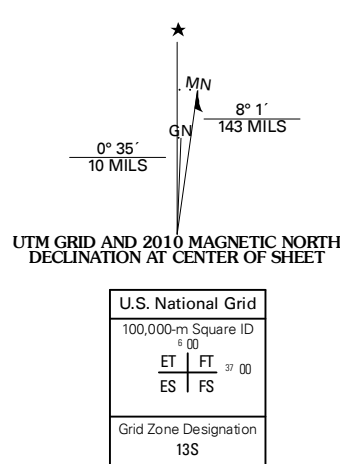 ★
MN
8° 1´
143 MILS
GN
0° 35´
10 MILS
UTM GRID AND 2010 MAGNETIC NORTH
DECLINATION AT CENTER OF SHEET
U.S. National Grid
100,000-m Square ID
6 00
ET FT 37 00
ES FS
Grid Zone Designation
13S